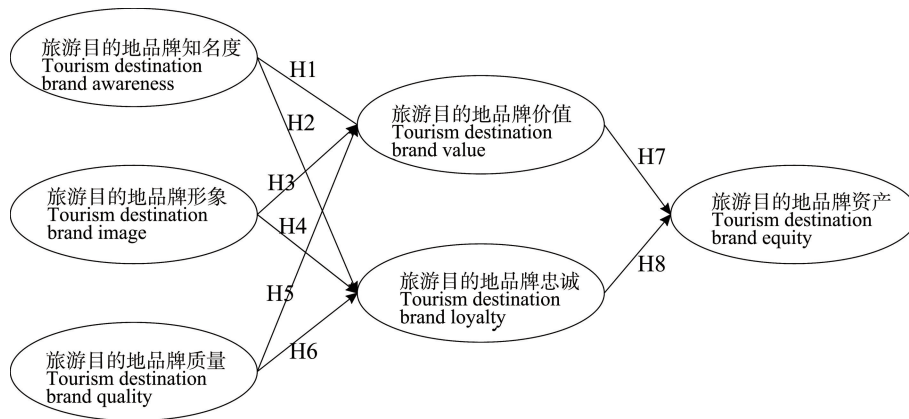 旅游目的地品牌知名度
Tourism destination
brand awareness
H1
H2
旅游目的地品牌价值
Tourism destination
brand value
H3
H7
旅游目的地品牌形象
Tourism destination
brand image
H4
旅游目的地品牌资产
Tourism destination
brand equity
H5
H8
旅游目的地品牌忠诚
Tourism destination
brand loyalty
旅游目的地品牌质量
Tourism destination
brand quality
H6